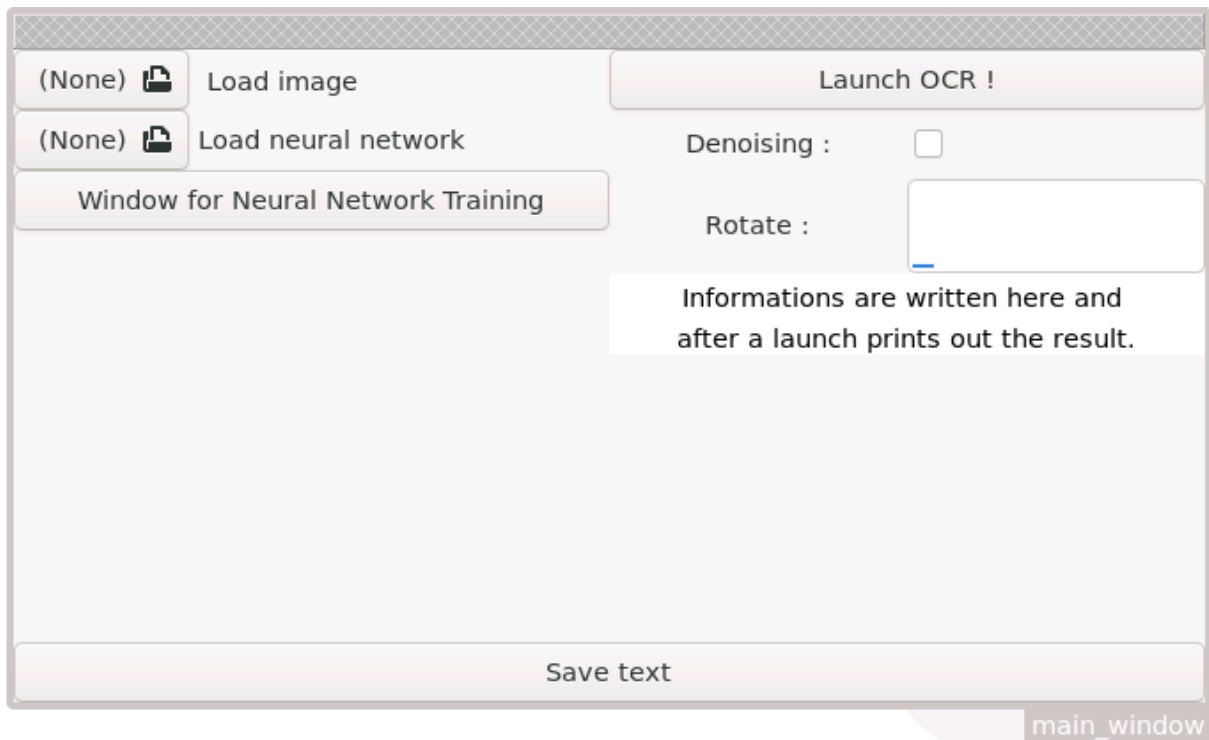 (None) Load image
(None) Load neural network
Window for Neural Network Training
Launch OCR !
Denoising :
Rotate :
Informations are written here and
after a launch prints out the result.
Save text
main_window